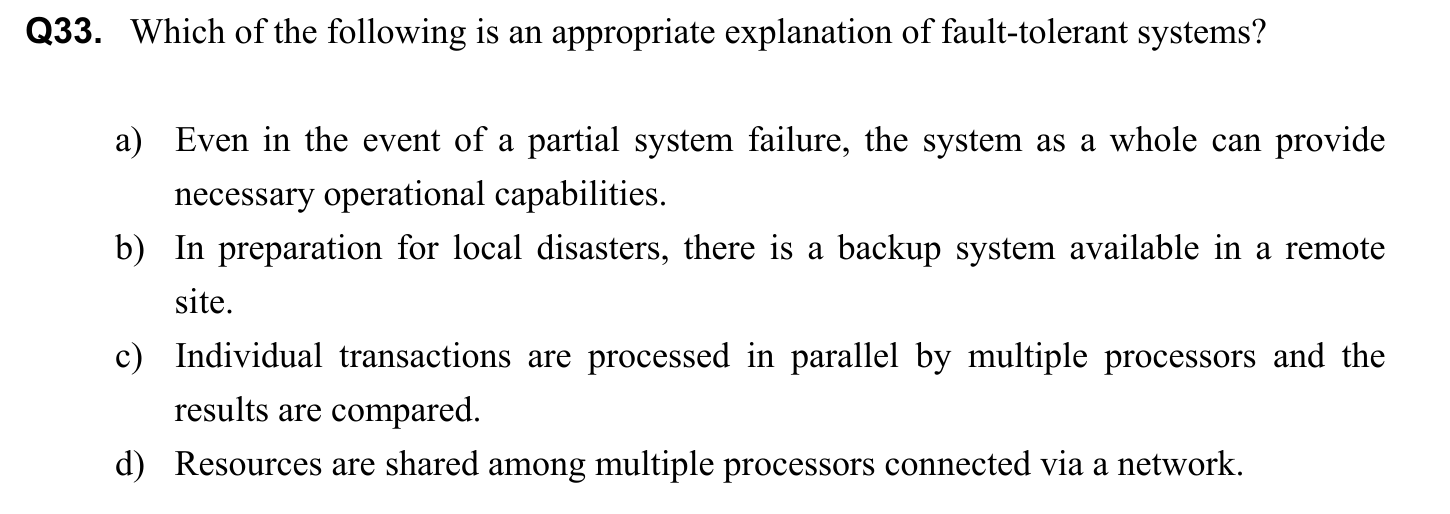 Q33. Which of the following is an appropriate explanation of fault-tolerant systems?
a) Even in the event of a partial system failure, the system as a whole can provide
necessary operational capabilities.
b) In preparation for local disasters, there is a backup system available in a remote
site.
c) Individual transactions are processed in parallel by multiple processors and the
results are compared.
d) Resources are shared among multiple processors connected via a network.